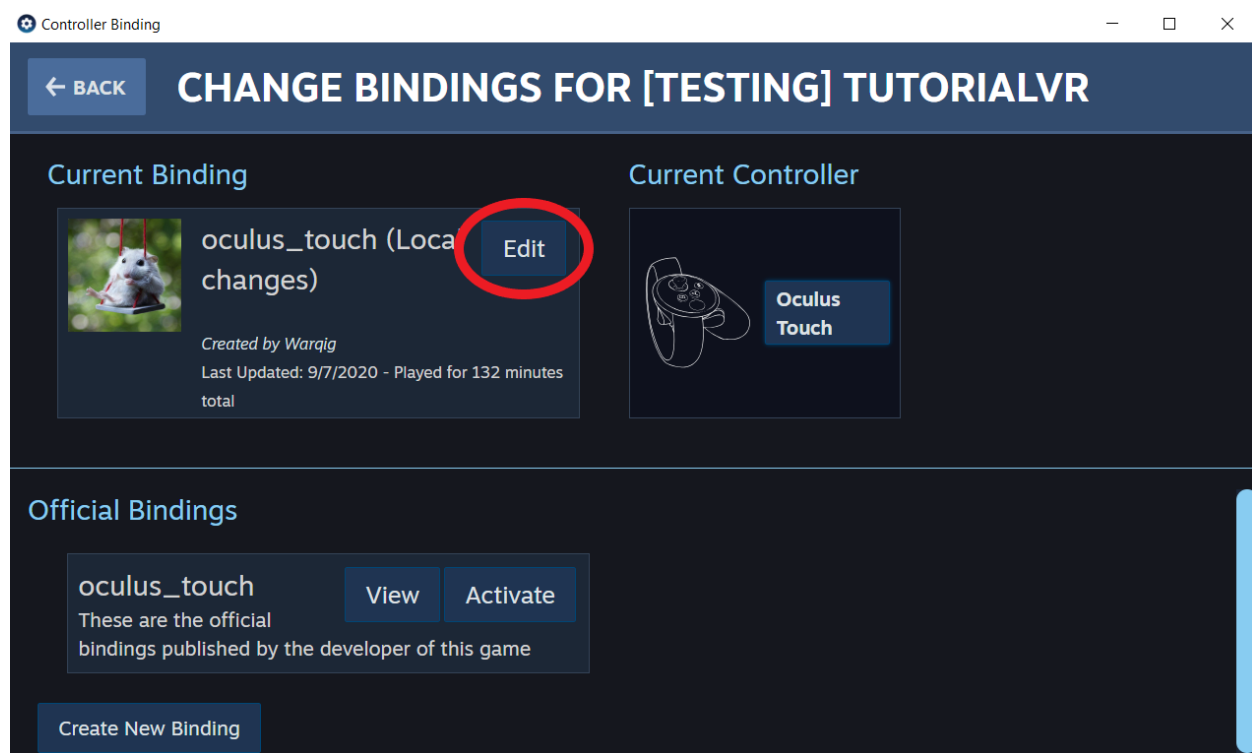 Controller Binding
← BACK
CHANGE BINDINGS FOR [TESTING] TUTORIALVR
Current Binding
Current Controller
oculus_touch (Loca
changes)
Edit
Created by Warqig
Last Updated: 9/7/2020 - Played for 132 minutes
total
Oculus
Touch
Official Bindings
oculus_touch
These are the official
bindings published by the developer of this game
View
Activate
Create New Binding